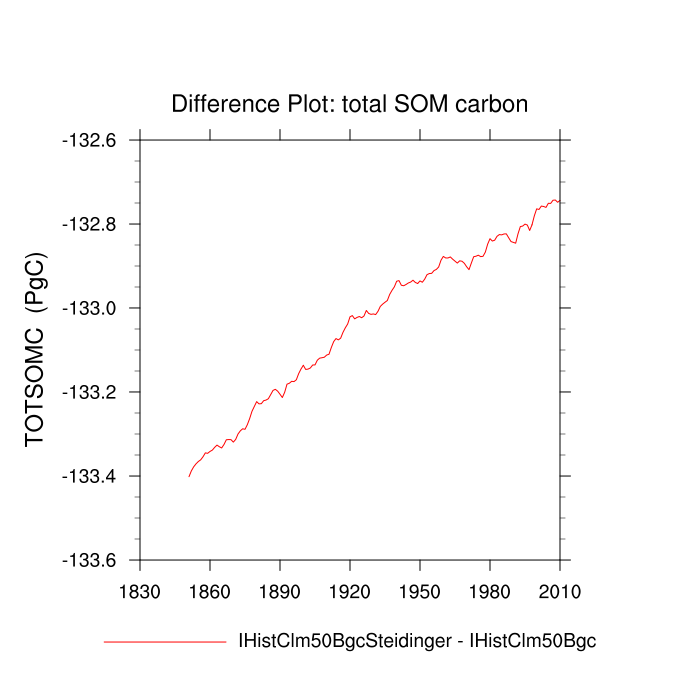 Difference Plot: total SOM carbon
TOTSOMC (PgC)
-132.6
-132.8
-133.0
-133.2
-133.4
-133.6
1830 1860 1890 1920 1950 1980 2010
IHistClm50BgcSteidinger - IHistClm50Bgc